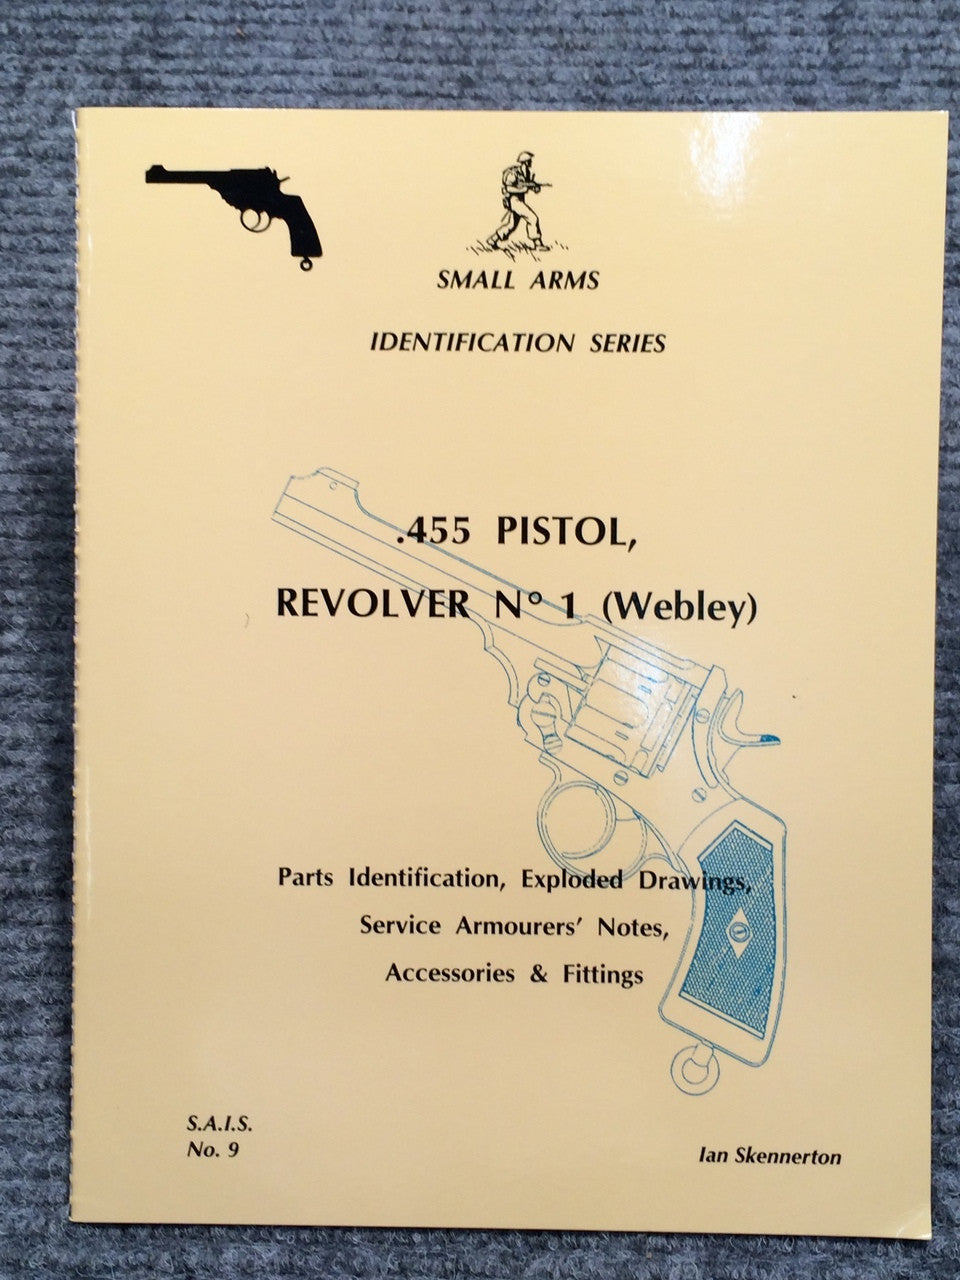 SMALL ARMS
IDENTIFICATION SERIES
.455 PISTOL,
REVOLVER Nº 1 (Webley)
Parts Identification, Exploded Drawings,
Service Armourers' Notes,
Accessories & Fittings
S.A.I.S.
No. 9
Ian Skennerton